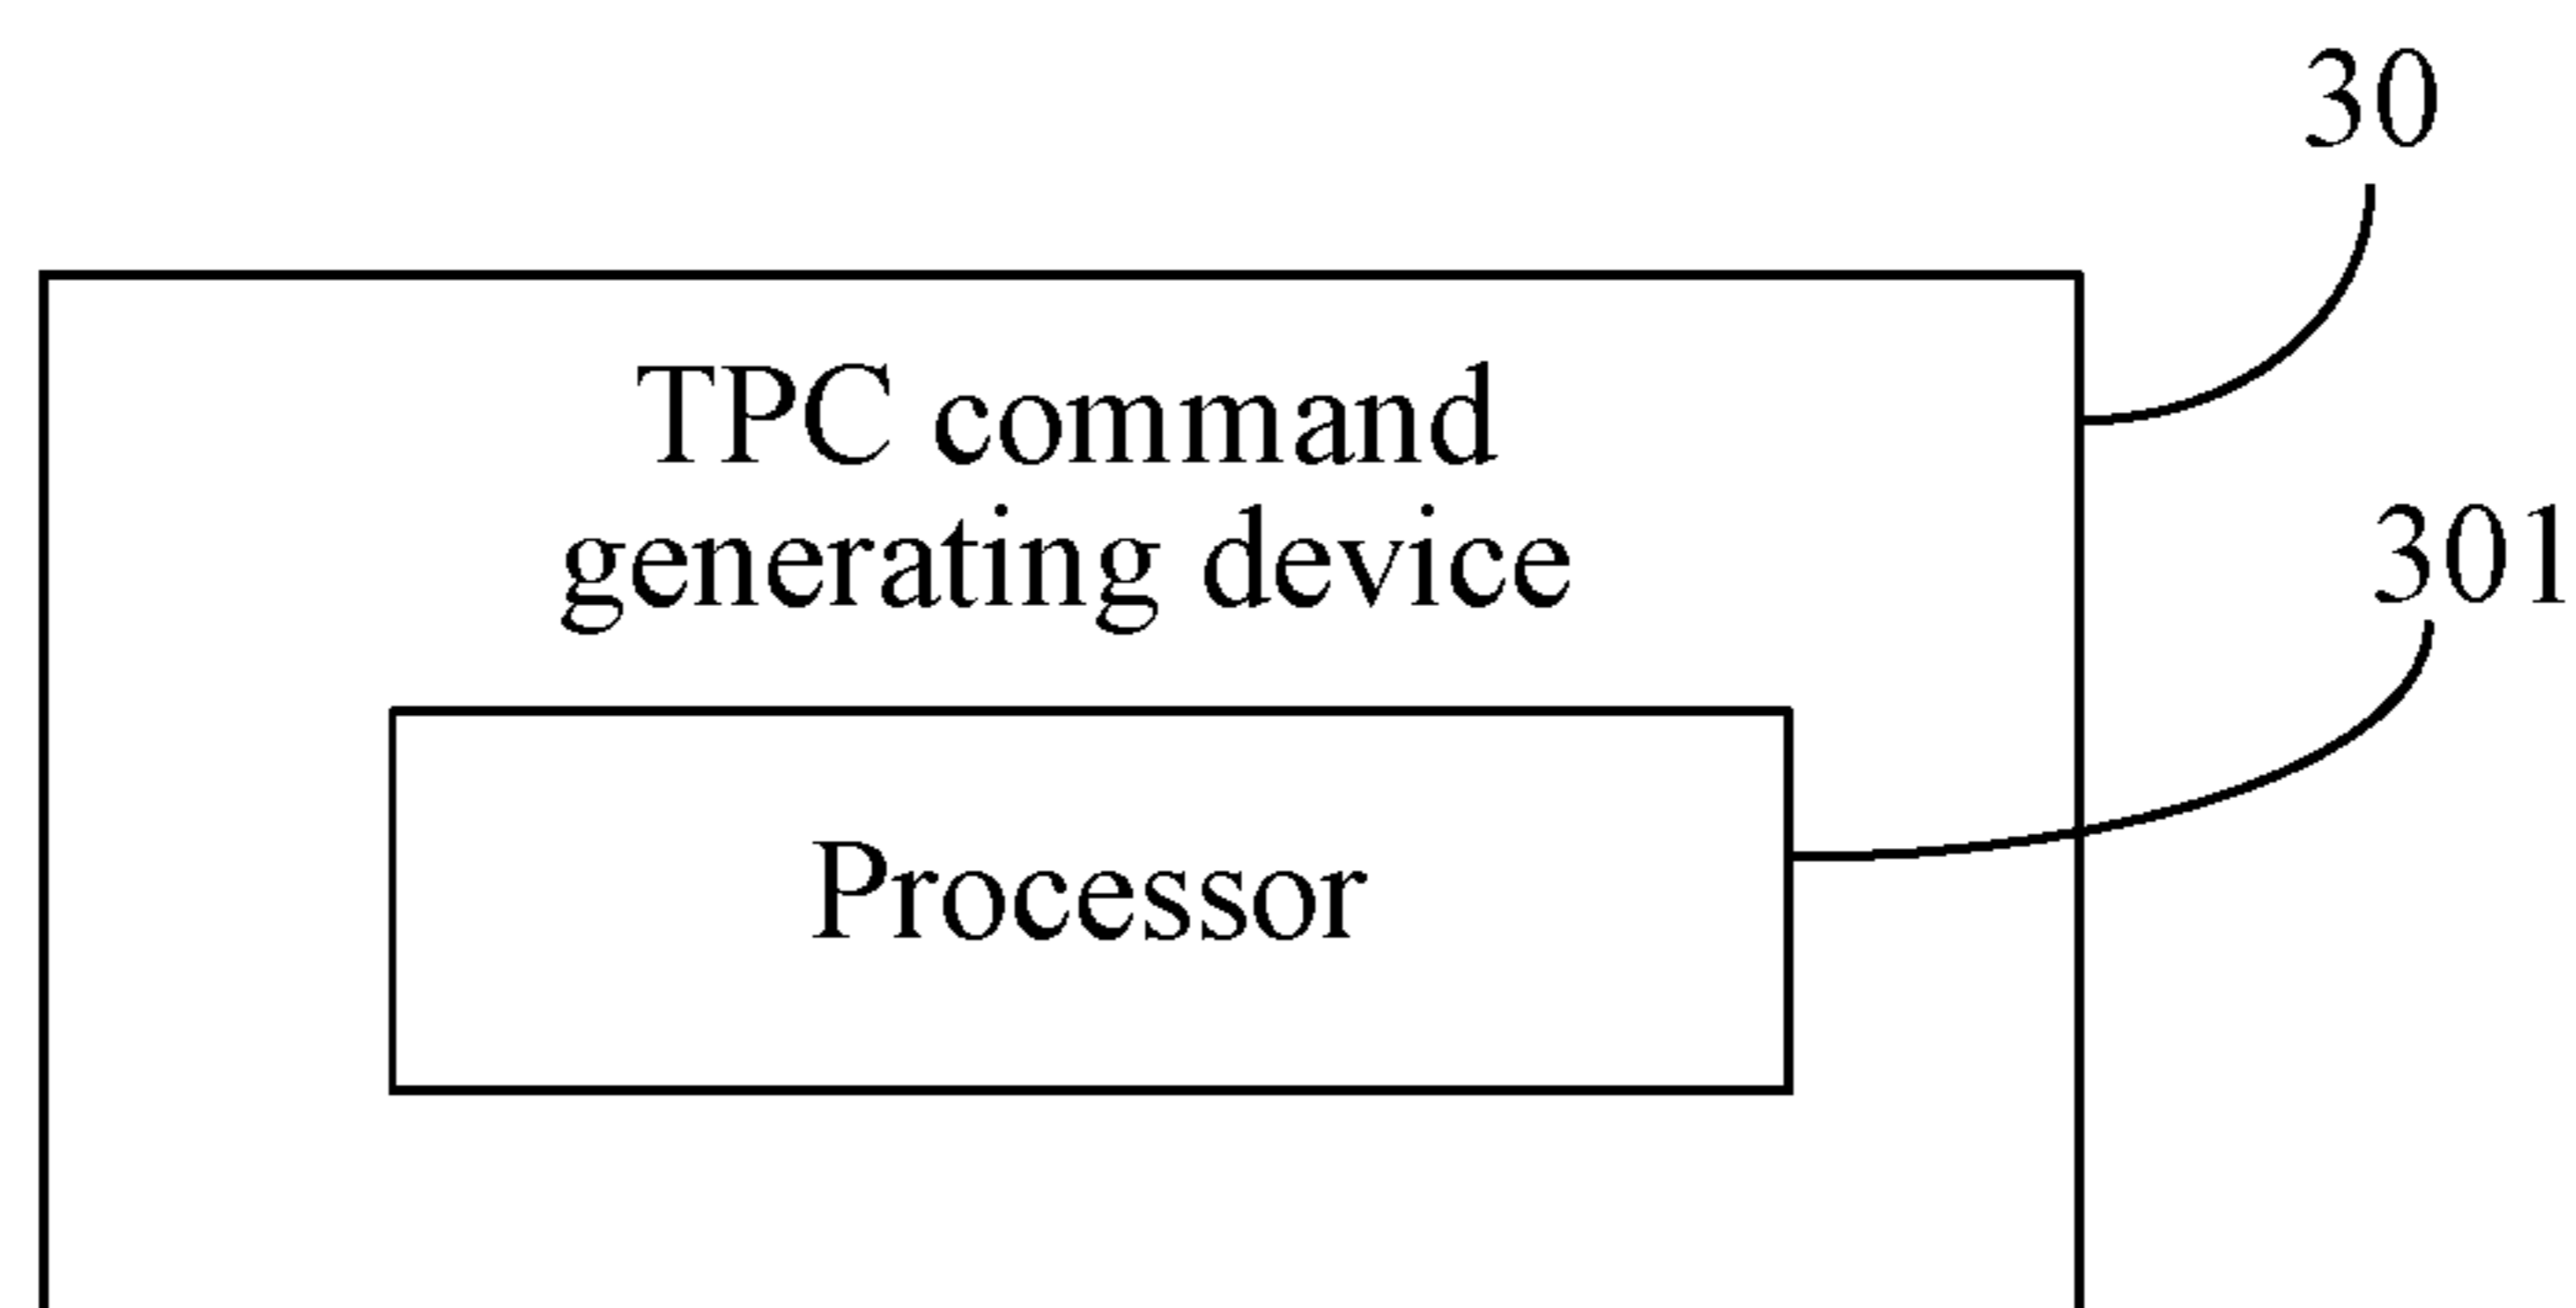 30
TPC command
generating device
301
Processor